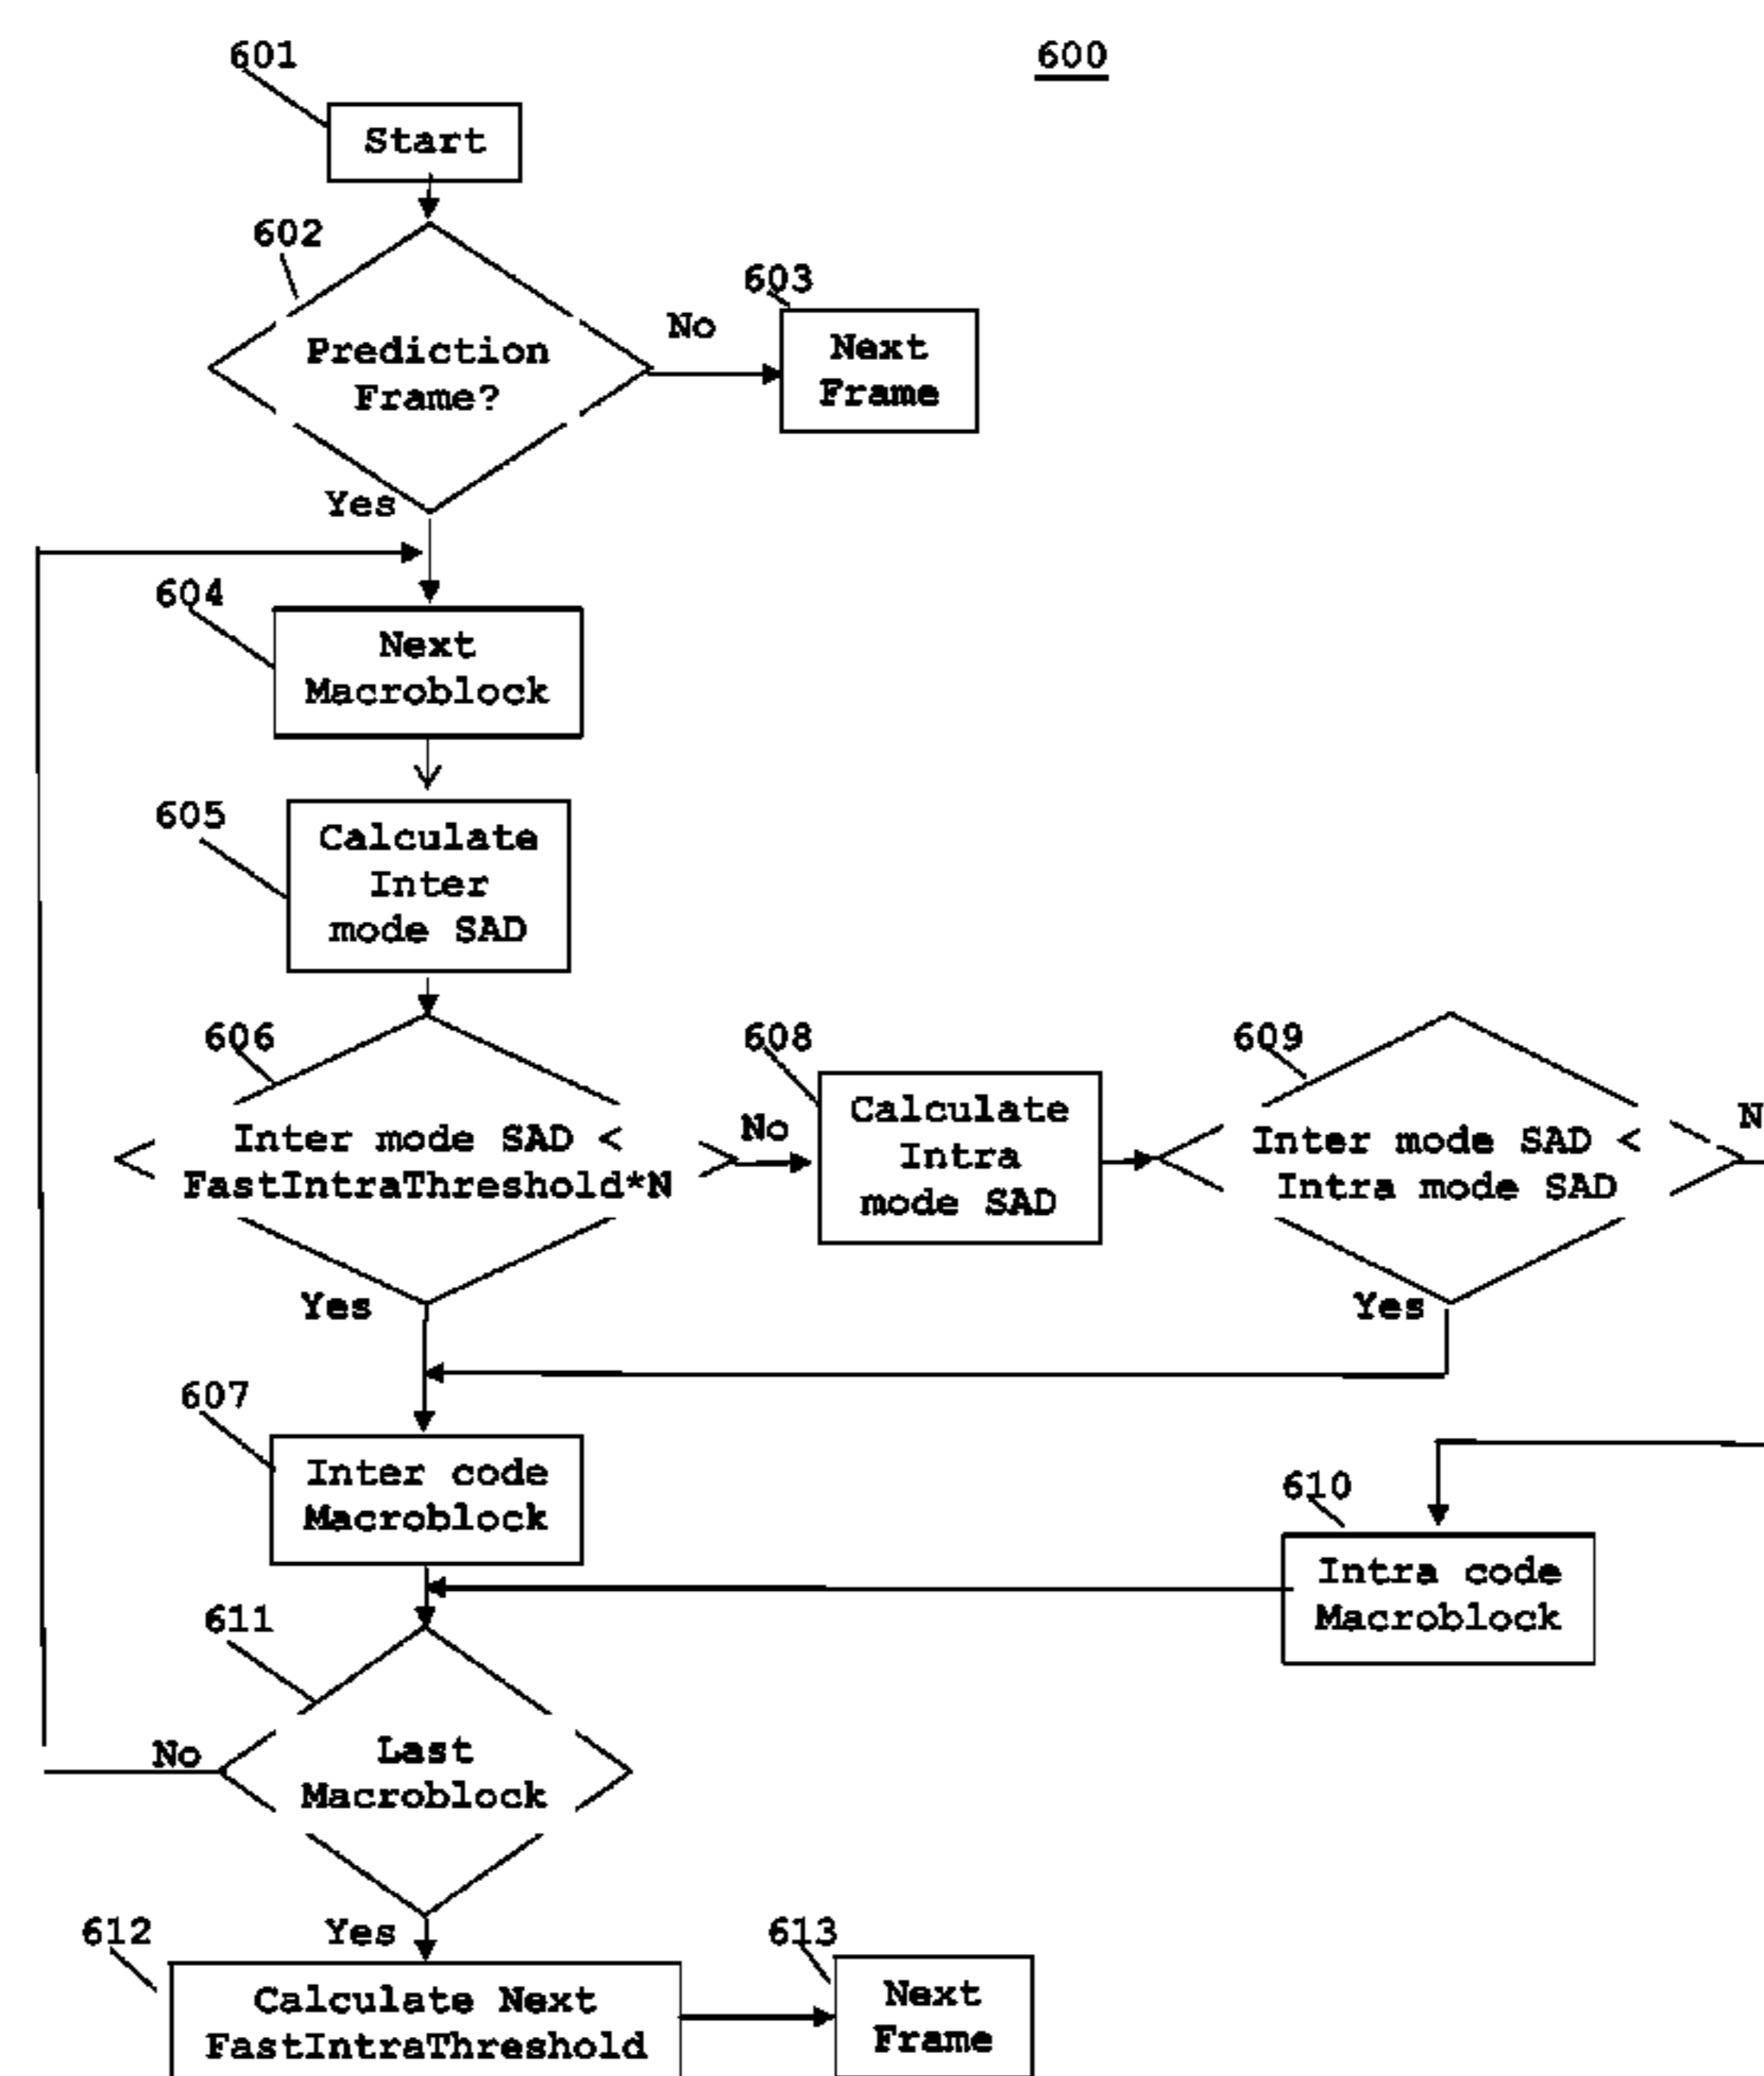 601
600
Start
602
Prediction
Frame?
No
603
Next
Frame
Yes
604
Next
Macroblock
605
Calculate
Inter
mode SAD
606
Inter mode SAD <
FastIntraThreshold*N
No
608
Calculate
Intra
mode SAD
609
Inter mode SAD <
Intra mode SAD
N
Yes
Yes
607
Inter code
Macroblock
610
Intra code
Macroblock
611
Last
Macroblock
No
Yes
612
Calculate Next
FastIntraThreshold
613
Next
Frame